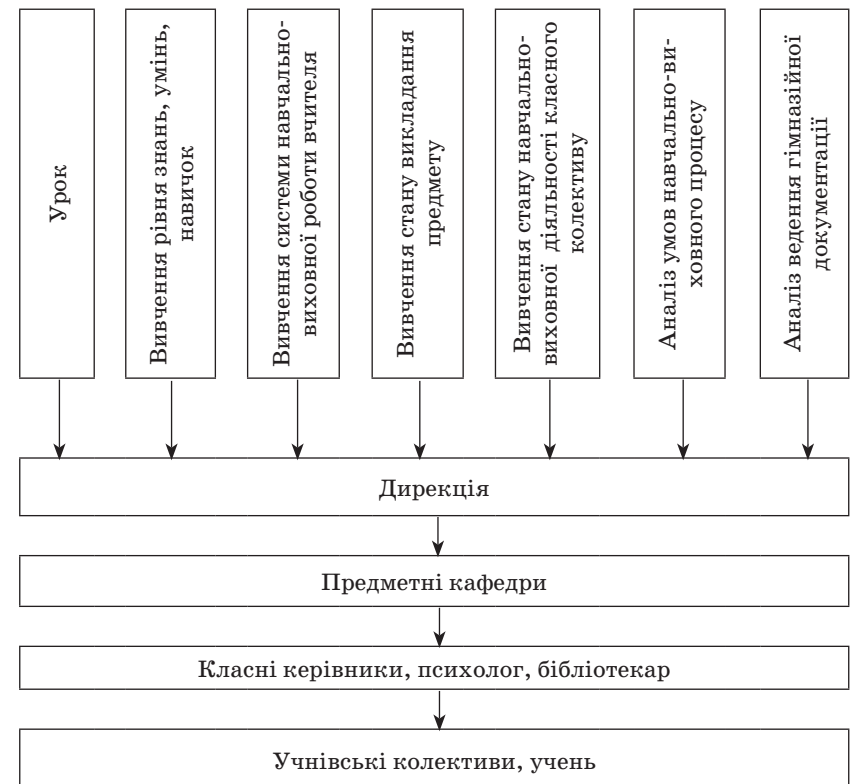 Урок
Вивчення рівня знань, умінь,
навичок
Вивчення системи навчально-
виховної роботи вчителя
Вивчення стану викладання
предмету
Вивчення стану навчально-
виховної діяльності класного
колективу
Аналіз умов навчально-ви-
ховного процесу
Аналіз ведення гімназійної
документації
Дирекція
Предметні кафедри
Класні керівники, психолог, бібліотекар
Учнівські колективи, учень